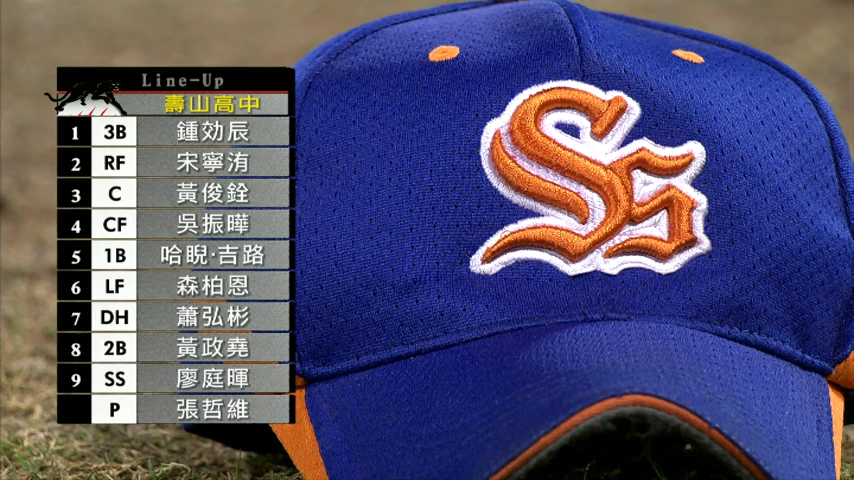 Line-Up
壽山高中
1 3B 鍾効辰
2 RF 宋寧洧
3 C 黃俊銓
4 CF 吳振曄
5 1B 哈睨·吉路
6 LF 森柏恩
7 DH 蕭弘彬
8 2B 黃政堯
9 SS 廖庭暉
P 張哲維
SS